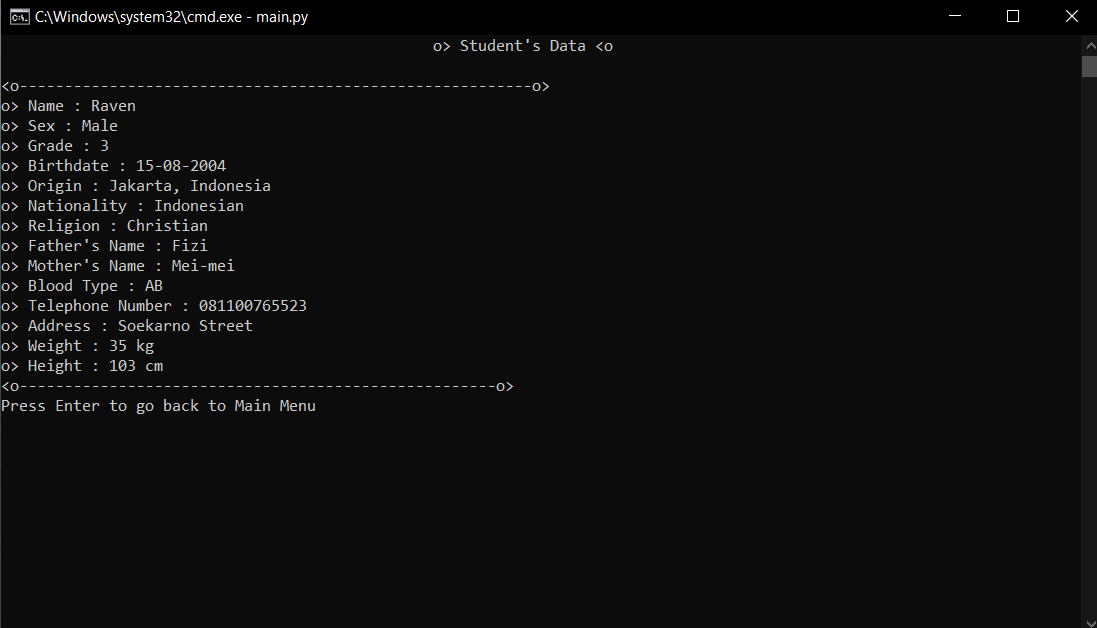 C:\Windows\system32\cmd.exe - main.py
o> Student's Data <o
<o---------------------------------------------------------o>
o> Name : Raven
o> Sex : Male
o> Grade : 3
o> Birthdate : 15-08-2004
o> Origin : Jakarta, Indonesia
o> Nationality : Indonesian
o> Religion : Christian
o> Father's Name : Fizi
o> Mother's Name : Mei-mei
o> Blood Type : AB
o> Telephone Number : 081100765523
o> Address : Soekarno Street
o> Weight : 35 kg
o> Height : 103 cm
<o-----------------------------------------------------o>
Press Enter to go back to Main Menu